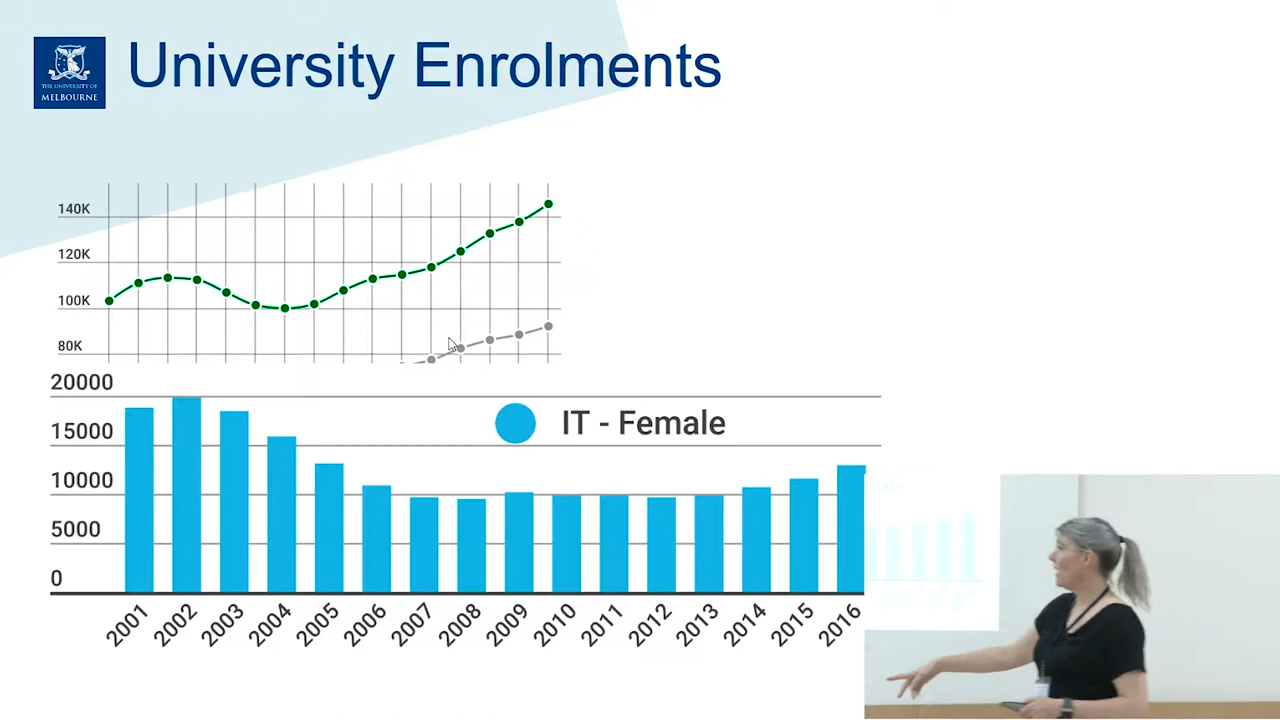 University Enrolments
THE UNIVERSITY OF
MELBOURNE
140K
120K
100K
80K
20000
15000
10000
5000
0
IT - Female
2001 2002 2003 2004 2005 2006 2007 2008 2009 2010 2011 2012 2013 2014 2015 2016